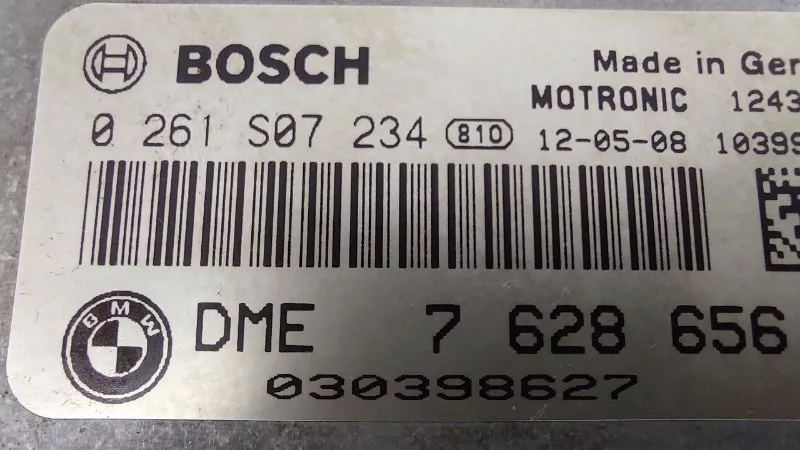 BOSCH
Made in Ger
MOTRONIC 1243
0 261 S07 234 810 12-05-08 10399
BMW
DME 7 628 656
030398627